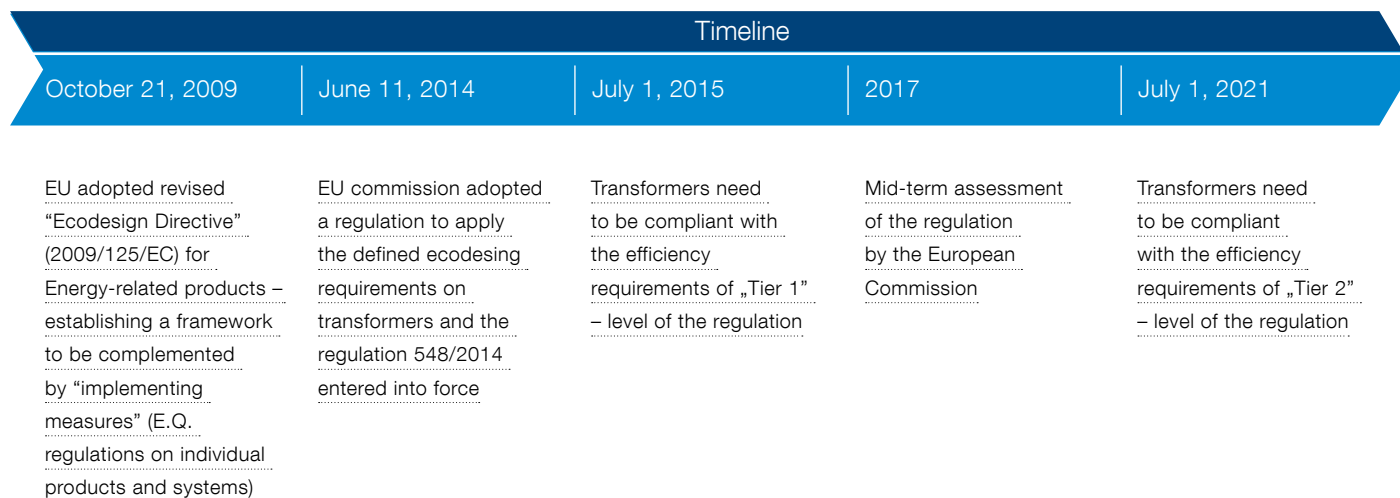 Timeline
October 21, 2009
June 11, 2014
July 1, 2015
2017
July 1, 2021
EU adopted revised
“Ecodesign Directive”
(2009/125/EC) for
Energy-related products –
establishing a framework
to be complemented
by “implementing
measures” (E.Q.
regulations on individual
products and systems)
EU commission adopted
a regulation to apply
the defined ecodesing
requirements on
transformers and the
regulation 548/2014
entered into force
Transformers need
to be compliant with
the efficiency
requirements of „Tier 1”
– level of the regulation
Mid-term assessment
of the regulation
by the European
Commission
Transformers need
to be compliant
with the efficiency
requirements of „Tier 2”
– level of the regulation